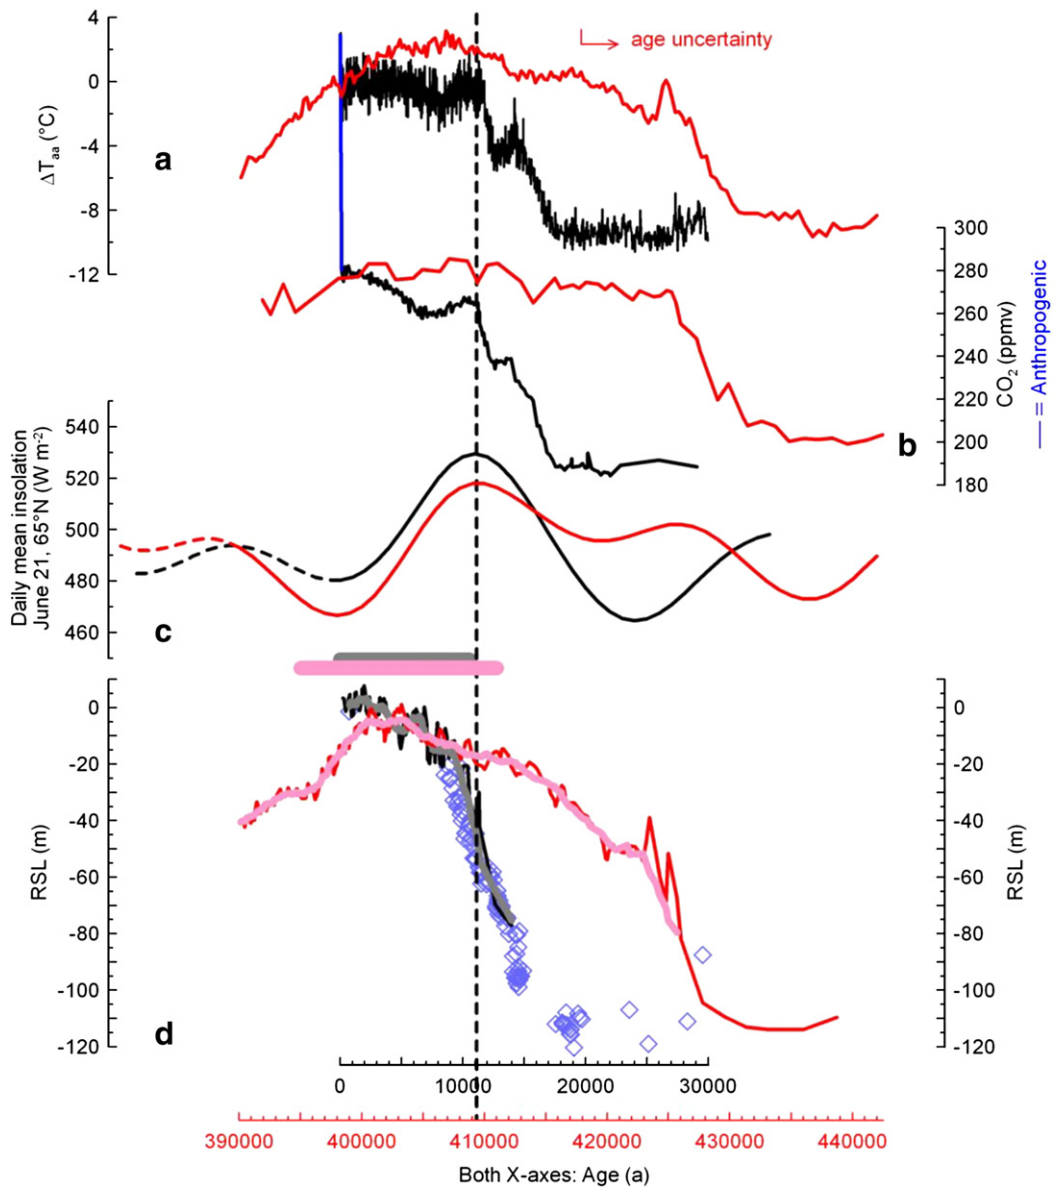 4
0
-4
-8
-12
ΔTaa (°C)
a
age uncertainty
300
280
260
240
220
200
180
CO2 (ppmv)
— = Anthropogenic
b
540
520
500
480
460
Daily mean insolation
June 21, 65°N (W m-2)
c
0
-20
-40
-60
-80
-100
-120
RSL (m)
d
0
-20
-40
-60
-80
-100
-120
RSL (m)
0 10000 20000 30000
390000 400000 410000 420000 430000 440000
Both X-axes: Age (a)